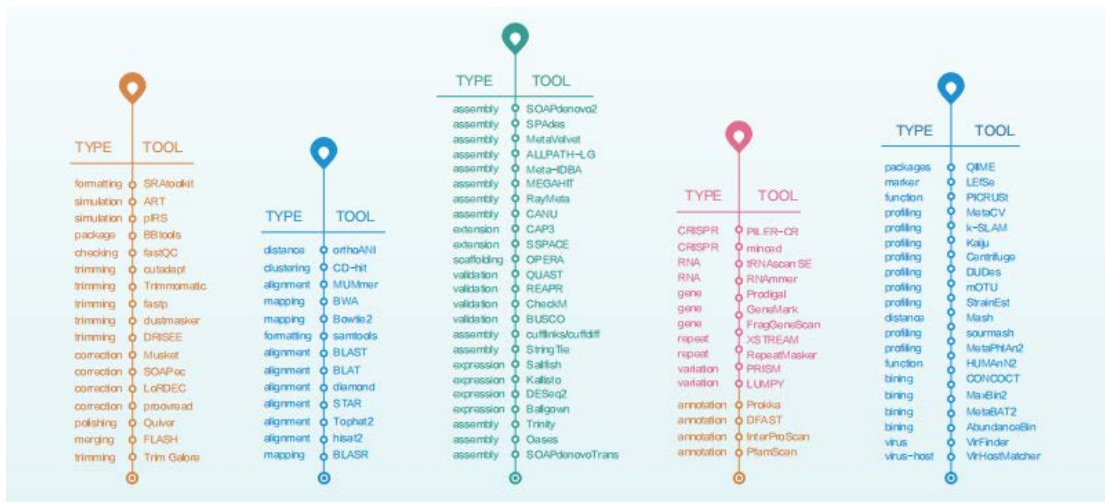 TYPE TOOL
formatting SRAtoolkit
simulation ART
simulation pIRS
package BBtools
checking fastQC
trimming cutadapt
trimming Trimmomatic
trimming fastp
trimming dustmasker
trimming DRISEE
correction Musket
correction SOAPec
correction LoRDEC
correction proovread
polishing Quiver
merging FLASH
trimming Trim Galore
TYPE TOOL
distance orthoANI
clustering CD-hit
alignment MUMmer
mapping BWA
mapping Bowtie2
formatting samtools
alignment BLAST
alignment BLAT
alignment diamond
alignment STAR
alignment Tophat2
alignment hisat2
mapping BLASR
TYPE TOOL
assembly SOAPdenovo2
assembly SPAdes
assembly MetaVelvet
assembly ALLPATH-LG
assembly Meta-IDBA
assembly MEGAHIT
assembly RayMeta
assembly CANU
extension CAP3
extension SSPACE
scaffolding OPERA
validation QUAST
validation REAPR
validation CheckM
validation BUSCO
assembly cufflinks/cuffdiff
assembly StringTie
expression Sailfish
expression Kallisto
expression DESeq2
expression Ballgown
assembly Trinity
assembly Oases
assembly SOAPdenovoTrans
TYPE TOOL
CRISPR PILER-CR
CRISPR minced
RNA tRNAscan SE
RNA RNAmmer
gene Prodigal
gene GeneMark
gene FragGeneScan
repeat XSTREAM
repeat RepeatMasker
variation PRISM
variation LUMPY
annotation Prokka
annotation DFAST
annotation InterProScan
annotation PfamScan
TYPE TOOL
packages QIIME
marker LEfSe
function PICRUSt
profiling MetaCV
profiling k-SLAM
profiling Kaiju
profiling Centrifuge
profiling DUDes
profiling mOTU
profiling StrainEst
distance Mash
profiling sourmash
profiling MetaPhlAn2
function HUMAnN2
bining CONCOCT
bining MaxBin2
bining MetaBAT2
bining AbundanceBin
virus VirFinder
virus-host VirHostMatcher